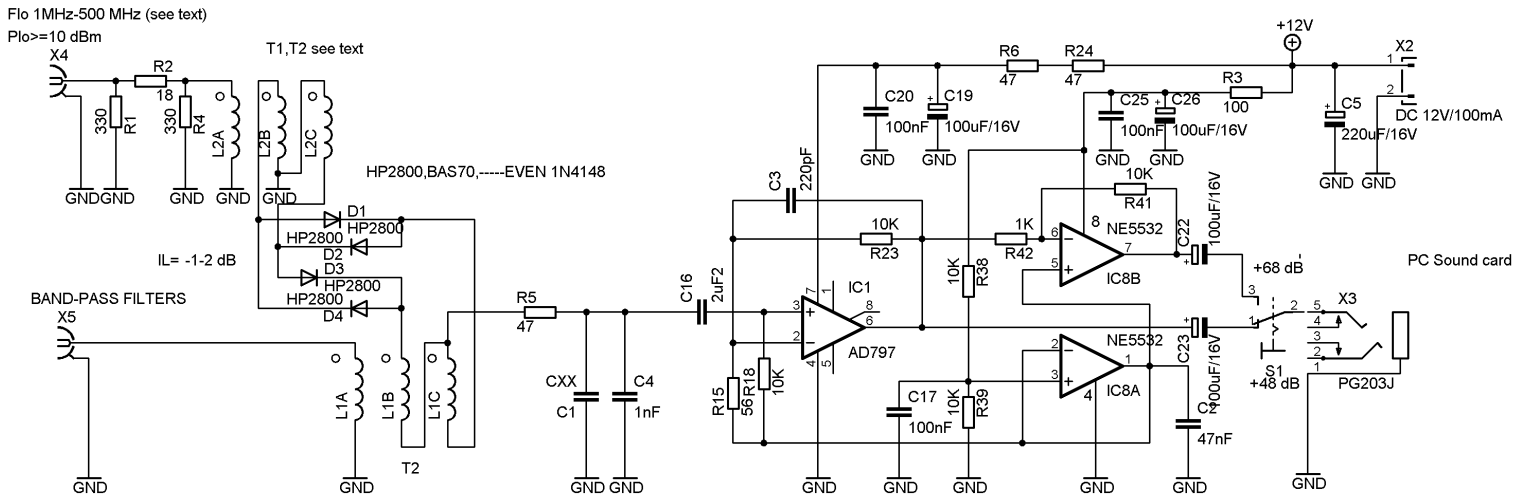 Flo 1MHz-500 MHz (see text)
Plo>=10 dBm
X4
R2
18
330
R1
330
R4
T1,T2 see text
L2A
L2B
L2C
GND
GND
GND
GND
GND
HP2800,BAS70,-----EVEN 1N4148
D1
HP2800
HP2800
D2
D3
HP2800
HP2800
D4
IL= -1-2 dB
BAND-PASS FILTERS
X5
L1A
L1B
L1C
T2
GND
GND
R5
47
CXX
C1
C4
1nF
GND
GND
C16
2uF2
C3
220pF
10K
R23
R15
56
R18
10K
IC1
AD797
3
2
7
1
8
6
4
5
GND
R6
47
R24
47
C20
100nF
GND
C19
100uF/16V
GND
+12V
R3
100
C25
100nF
GND
C26
100uF/16V
GND
C5
220uF/16V
GND
X2
1
2
DC 12V/100mA
GND
10K
R41
1K
R42
10K
R38
10K
R39
C17
100nF
GND
GND
NE5532
IC8B
6
5
7
8
NE5532
IC8A
2
3
1
4
GND
C22
100uF/16V
C23
C2
47nF
GND
+68 dB
3
1
2
S1
+48 dB
X3
5
4
3
2
1
PG203J
GND
PC Sound card